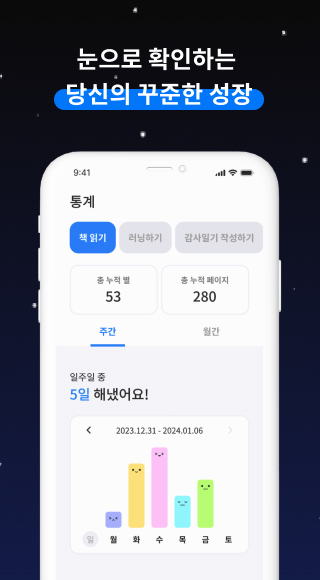 눈으로 확인하는
당신의 꾸준한 성장
9:41
통계
책 읽기 러닝하기 감사일기 작성하기
총 누적 별 총 누적 페이지
53 280
주간 월간
일주일 중
5일 해냈어요!
2023.12.31 - 2024.01.06
일 월 화 수 목 금 토